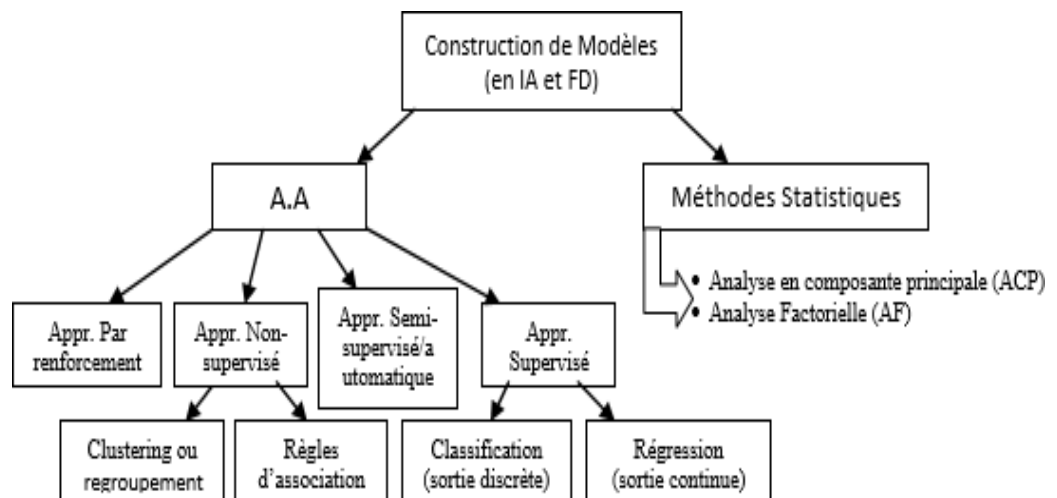 Construction de Modèles
(en IA et FD)
A.A
Méthodes Statistiques
• Analyse en composante principale (ACP)
• Analyse Factorielle (AF)
Appr. Par
renforcement
Appr. Non-
supervisé
Appr. Semi-
supervisé/a
utomatique
Appr.
Supervisé
Clustering ou
regroupement
Règles
d’association
Classification
(sortie discrète)
Régression
(sortie continue)